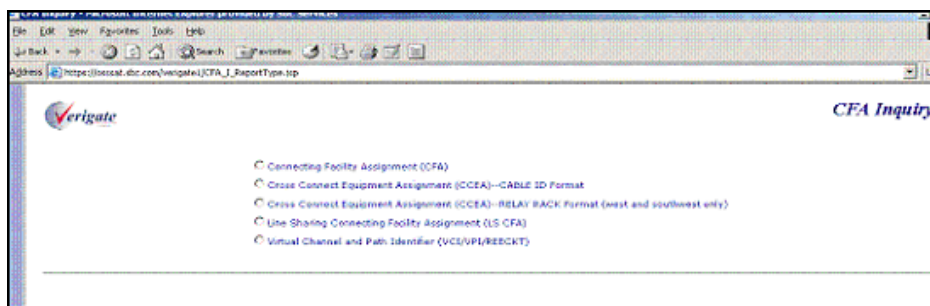 CFA Inquiry - Microsoft Internet Explorer provided by SBC Services
File Edit View Favorites Tools Help
Back Search Favorites
Address https://osssat.sbc.com/verigate1/CFA_I_ReportType.jsp
Verigate
CFA Inquiry
Connecting Facility Assignment (CFA)
Cross Connect Equipment Assignment (CCEA)--CABLE ID Format
Cross Connect Equipment Assignment (CCEA)--RELAY RACK Format (west and southwest only)
Line Sharing Connecting Facility Assignment (LS CFA)
Virtual Channel and Path Identifier (VCI/VPI/REECKT)